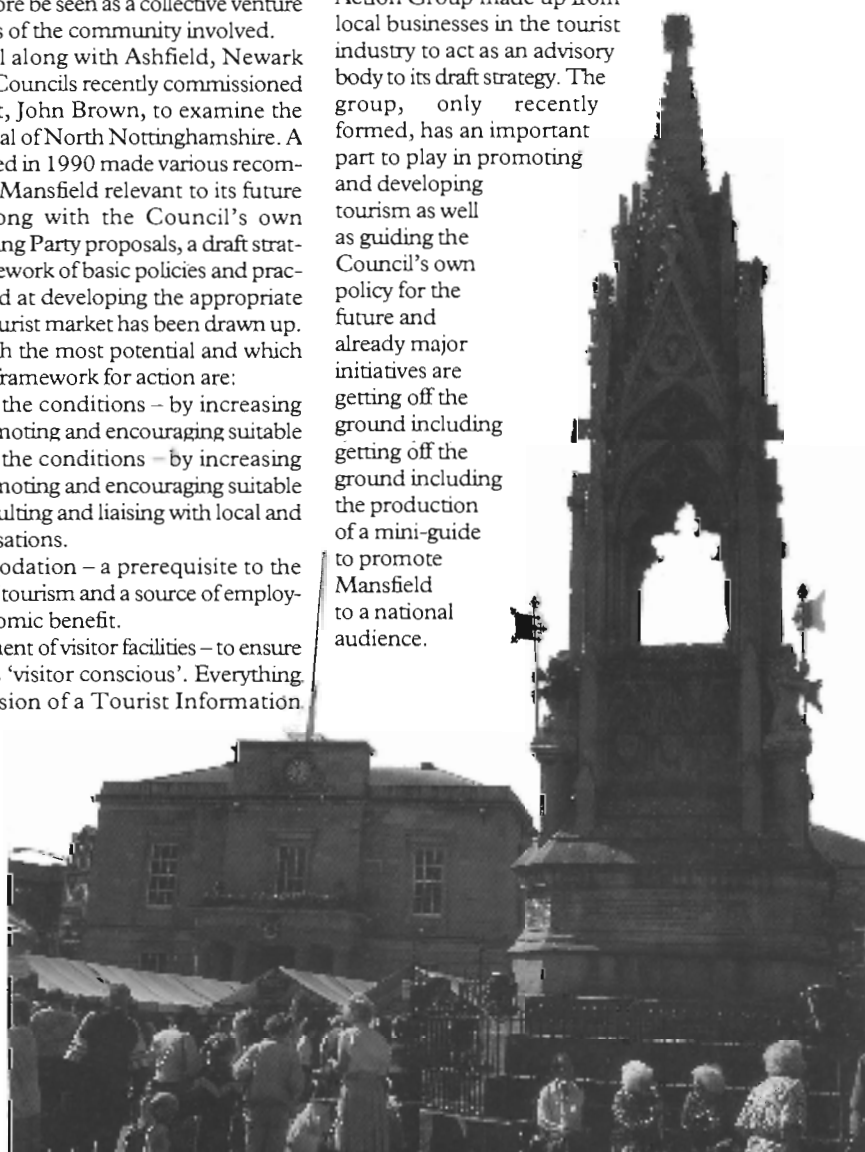 ore be seen as a collective venture
s of the community involved.
l along with Ashfield, Newark
Councils recently commissioned
t, John Brown, to examine the
al of North Nottinghamshire. A
ed in 1990 made various recom-
Mansfield relevant to its future
ong with the Council's own
ng Party proposals, a draft strat-
ework of basic policies and prac-
d at developing the appropriate
urist market has been drawn up.
h the most potential and which
framework for action are:
the conditions – by increasing
moting and encouraging suitable
the conditions – by increasing
moting and encouraging suitable
ulting and liaising with local and
sations.
odation – a prerequisite to the
tourism and a source of employ-
omic benefit.
ent of visitor facilities – to ensure
'visitor conscious'. Everything
sion of a Tourist Information
Action Group made up from
local businesses in the tourist
industry to act as an advisory
body to its draft strategy. The
group, only recently
formed, has an important
part to play in promoting
and developing
tourism as well
as guiding the
Council's own
policy for the
future and
already major
initiatives are
getting off the
ground including
getting off the
ground including
the production
of a mini-guide
to promote
Mansfield
to a national
audience.